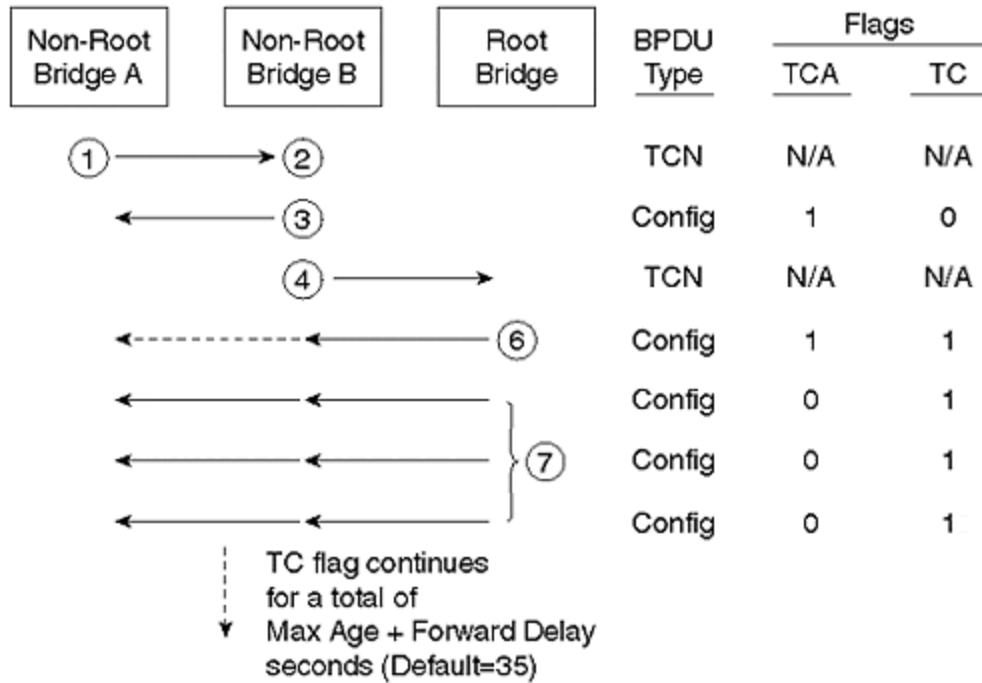 Non-Root Bridge A
Non-Root Bridge B
Root Bridge
BPDU Type
Flags
TCA TC
1 2 TCN N/A N/A
3 Config 1 0
4 TCN N/A N/A
6 Config 1 1
Config 0 1
7 Config 0 1
Config 0 1
TC flag continues
for a total of
Max Age + Forward Delay
seconds (Default=35)